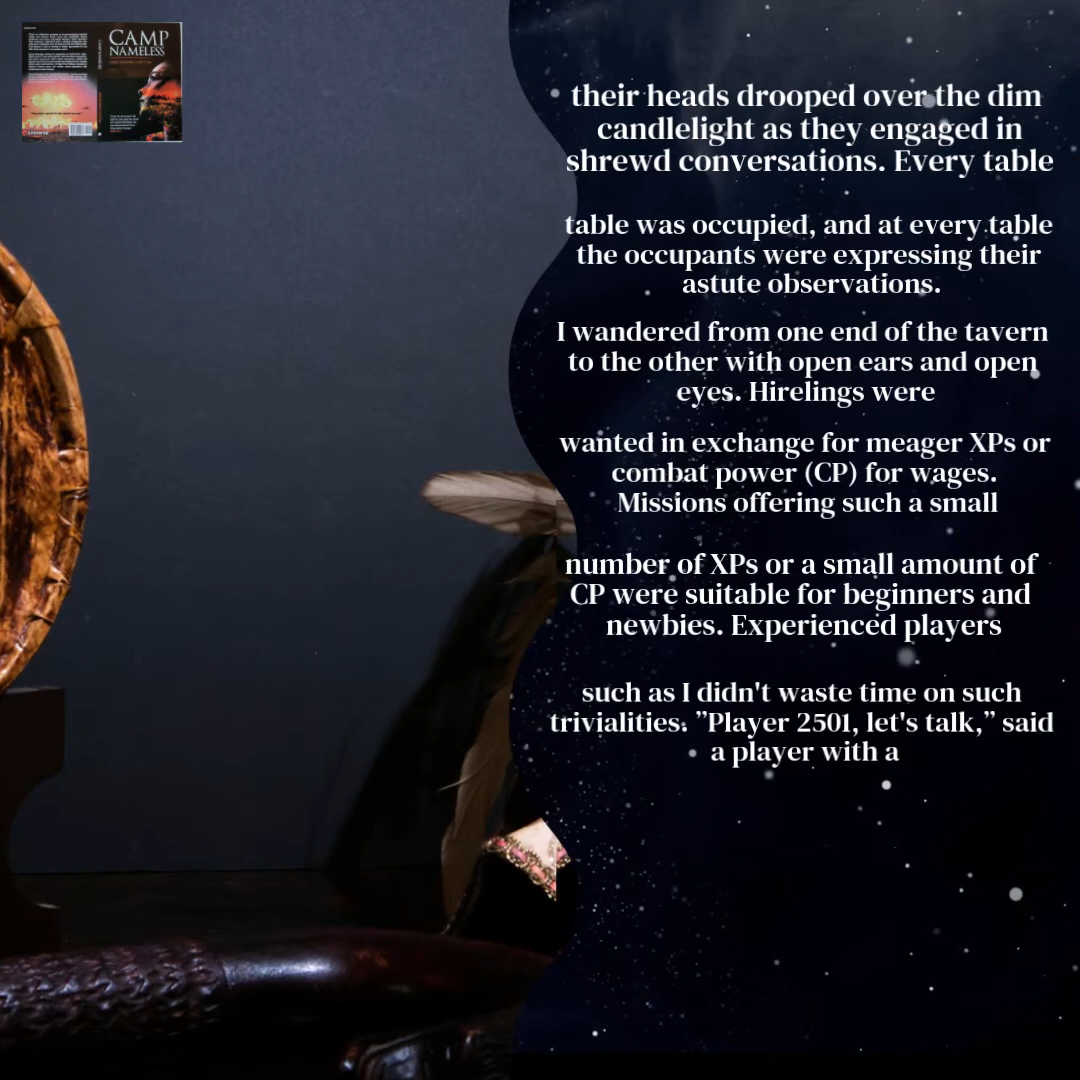 CAMP
NAMELESS
their heads drooped over the dim
candlelight as they engaged in
shrewd conversations. Every table
table was occupied, and at every table
the occupants were expressing their
astute observations.
I wandered from one end of the tavern
to the other with open ears and open
eyes. Hirelings were
wanted in exchange for meager XPs or
combat power (CP) for wages.
Missions offering such a small
number of XPs or a small amount of
CP were suitable for beginners and
newbies. Experienced players
such as I didn't waste time on such
trivialities. ”Player 2501, let's talk,” said
a player with a